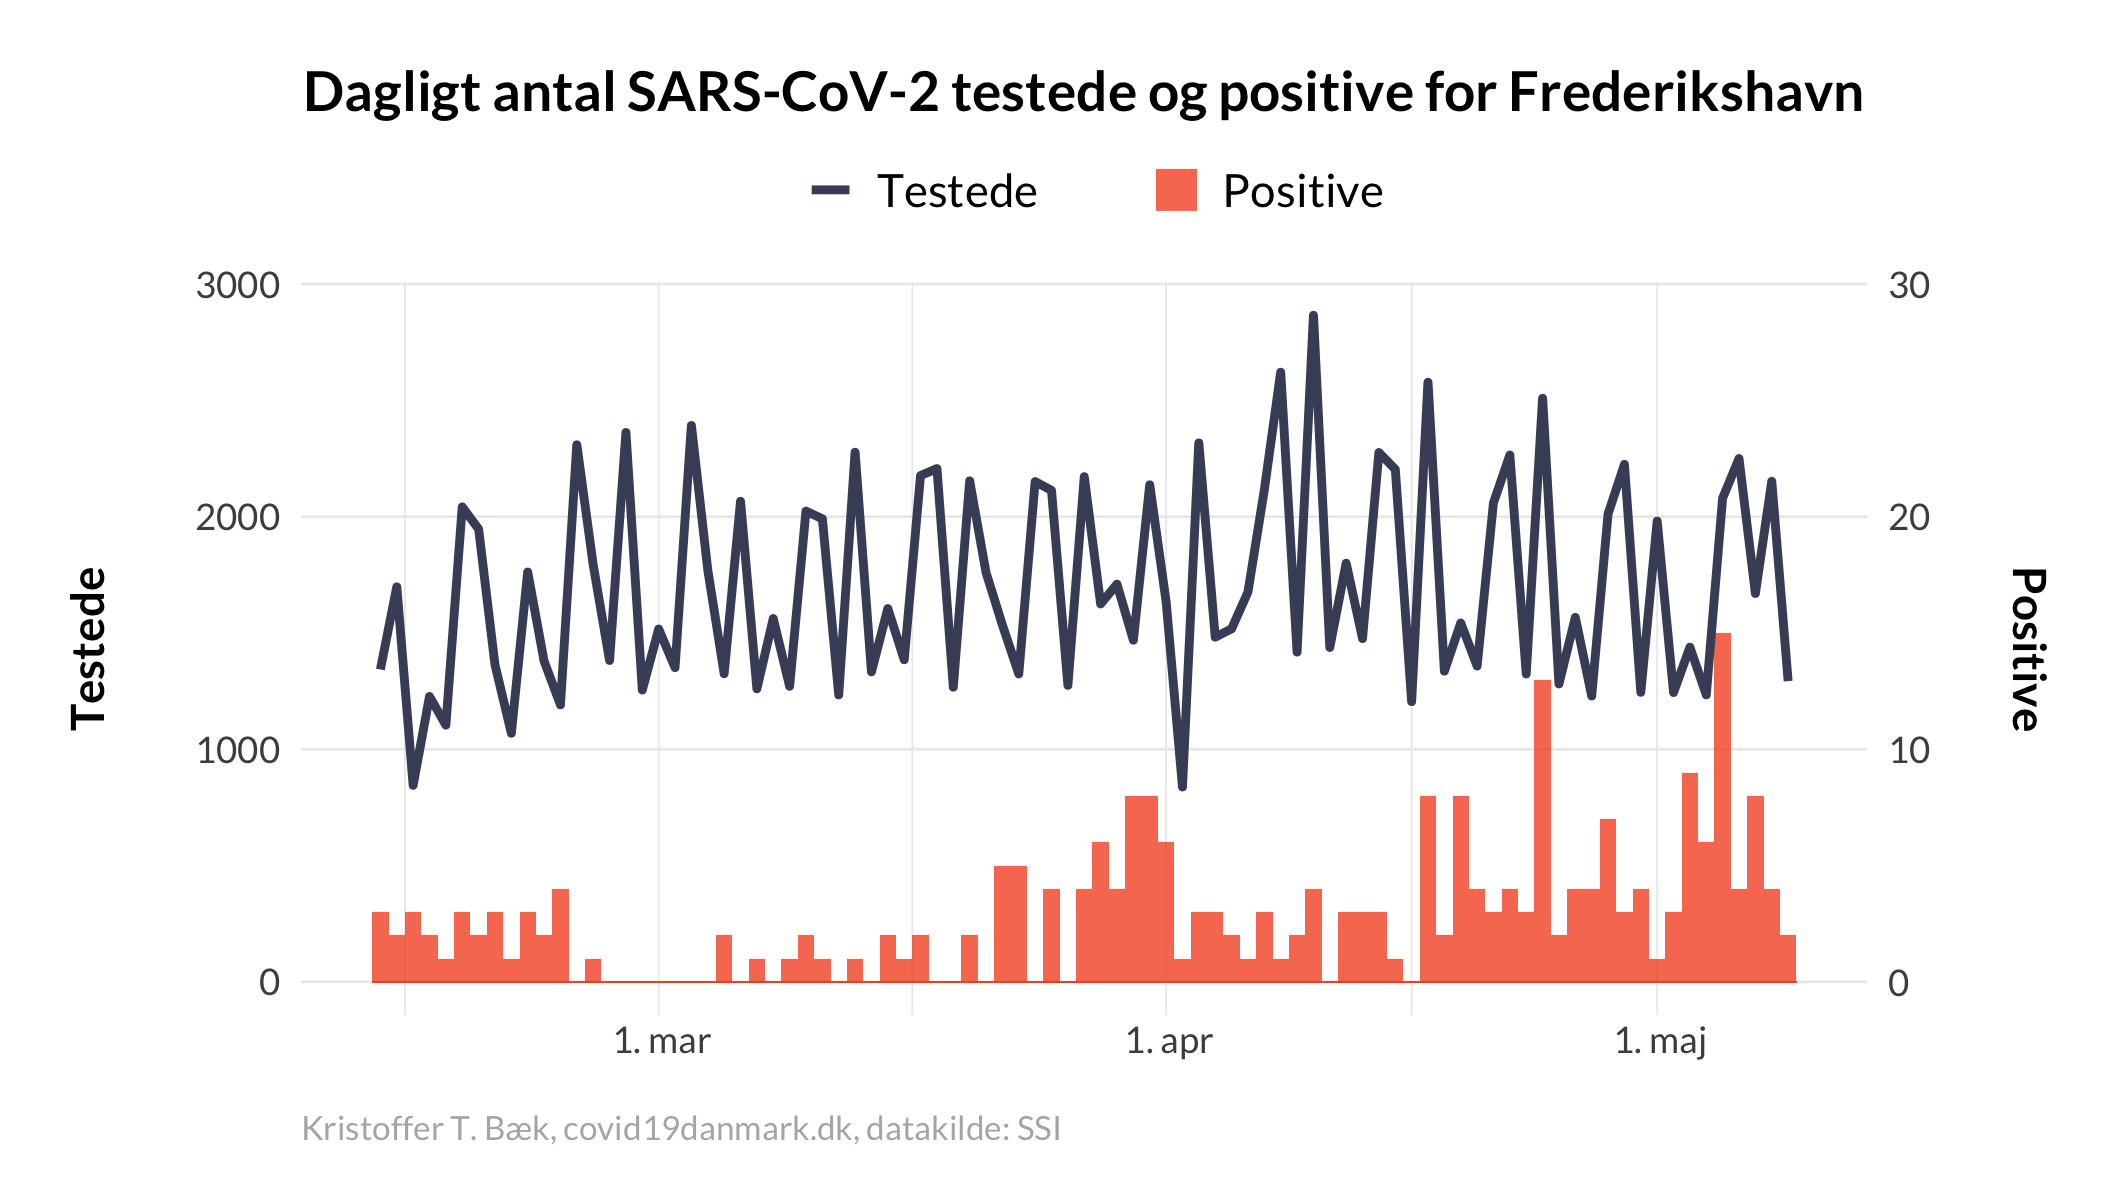 Dagligt antal SARS-CoV-2 testede og positive for Frederikshavn
Testede
Positive
3000
2000
1000
0
30
20
10
0
Testede
Positive
1. mar
1. apr
1. maj
Kristoffer T. Bæk, covid19danmark.dk, datakilde: SSI